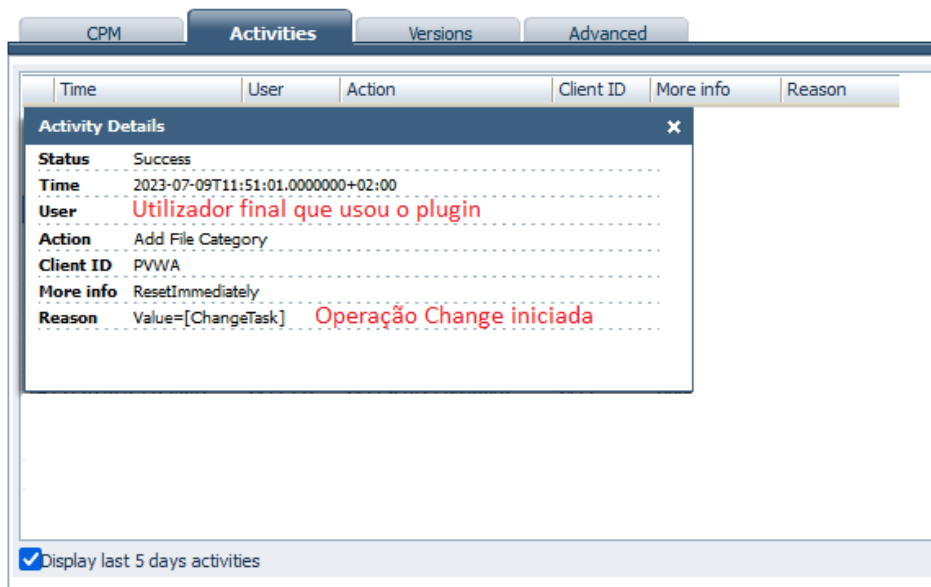 CPM Activities Versions Advanced
Time User Action Client ID More info Reason
Activity Details
Status Success
Time 2023-07-09T11:51:01.0000000+02:00
User Utilizador final que usou o plugin
Action Add File Category
Client ID PVWA
More info ResetImmediately
Reason Value=[ChangeTask] Operação Change iniciada
Display last 5 days activities